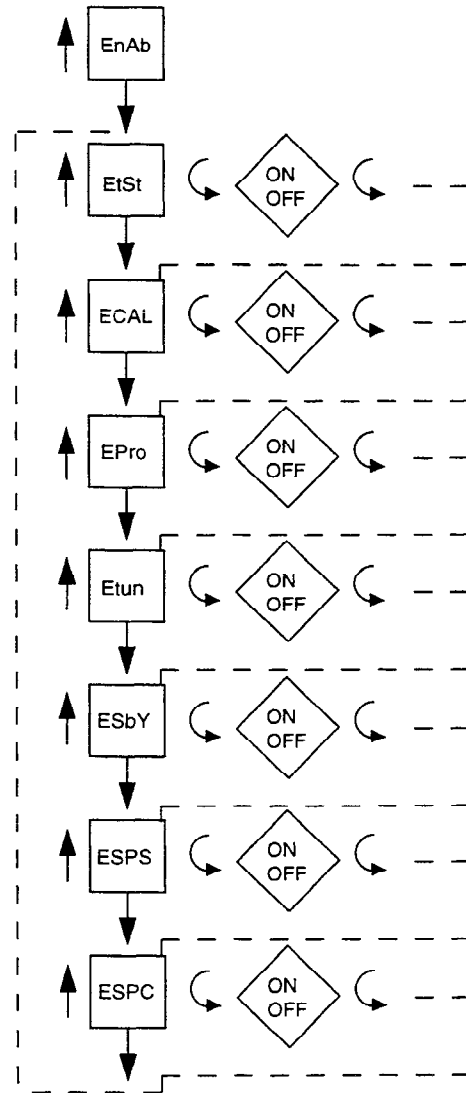 EnAb
EtSt
ON
OFF
ECAL
ON
OFF
EPro
ON
OFF
Etun
ON
OFF
ESbY
ON
OFF
ESPS
ON
OFF
ESPC
ON
OFF